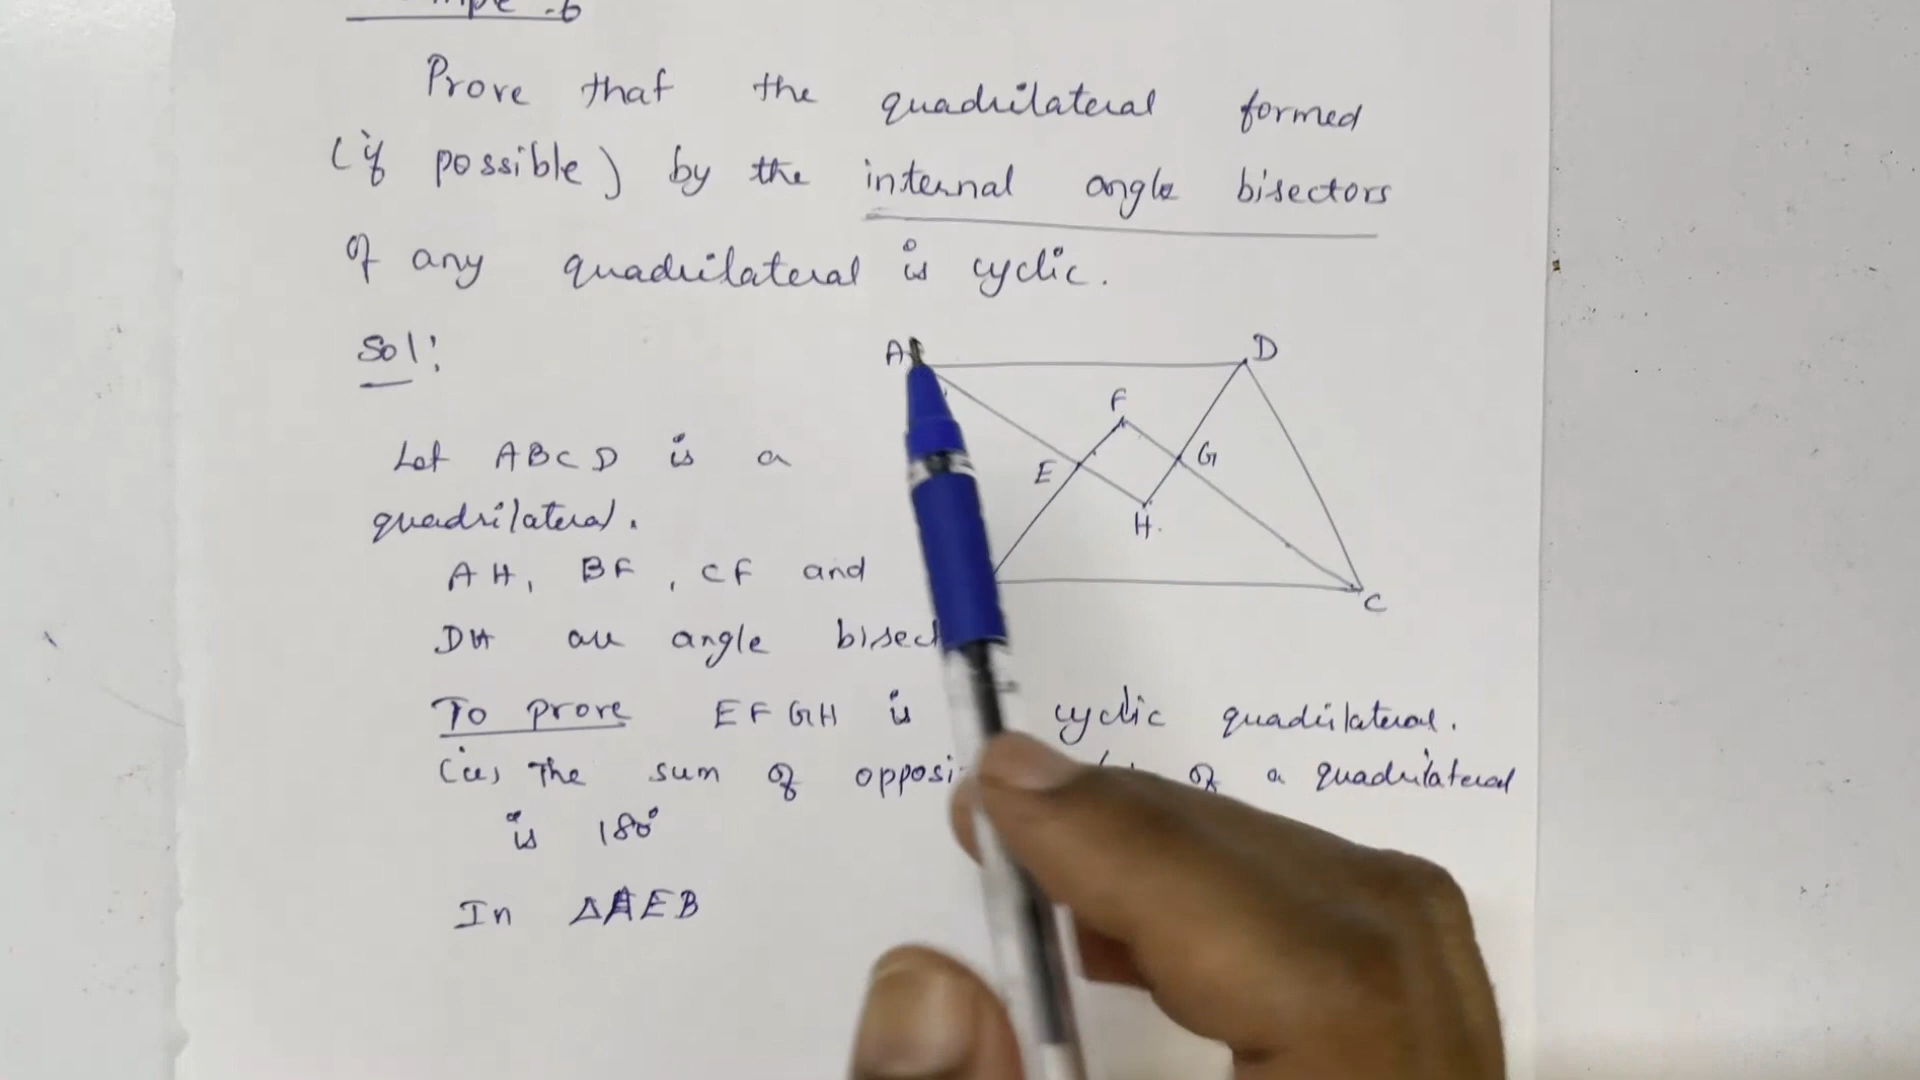 Prove that the quadrilateral formed
(if possible) by the internal angle bisectors
of any quadrilateral is cyclic.
Sol:
A
D
F
E
G
H.
C
Let ABCD is a
quadrilateral.
AH, BF, CF and
DH are angle
To prove EFGH is cyclic quadrilateral.
(ie) The sum of of a quadrilateral
is 180°
In ΔAEB